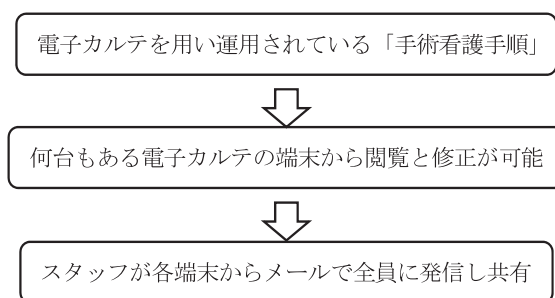 電子カルテを用い運用されている「手術看護手順」
何台もある電子カルテの端末から閲覧と修正が可能
スタッフが各端末からメールで全員に発信し共有